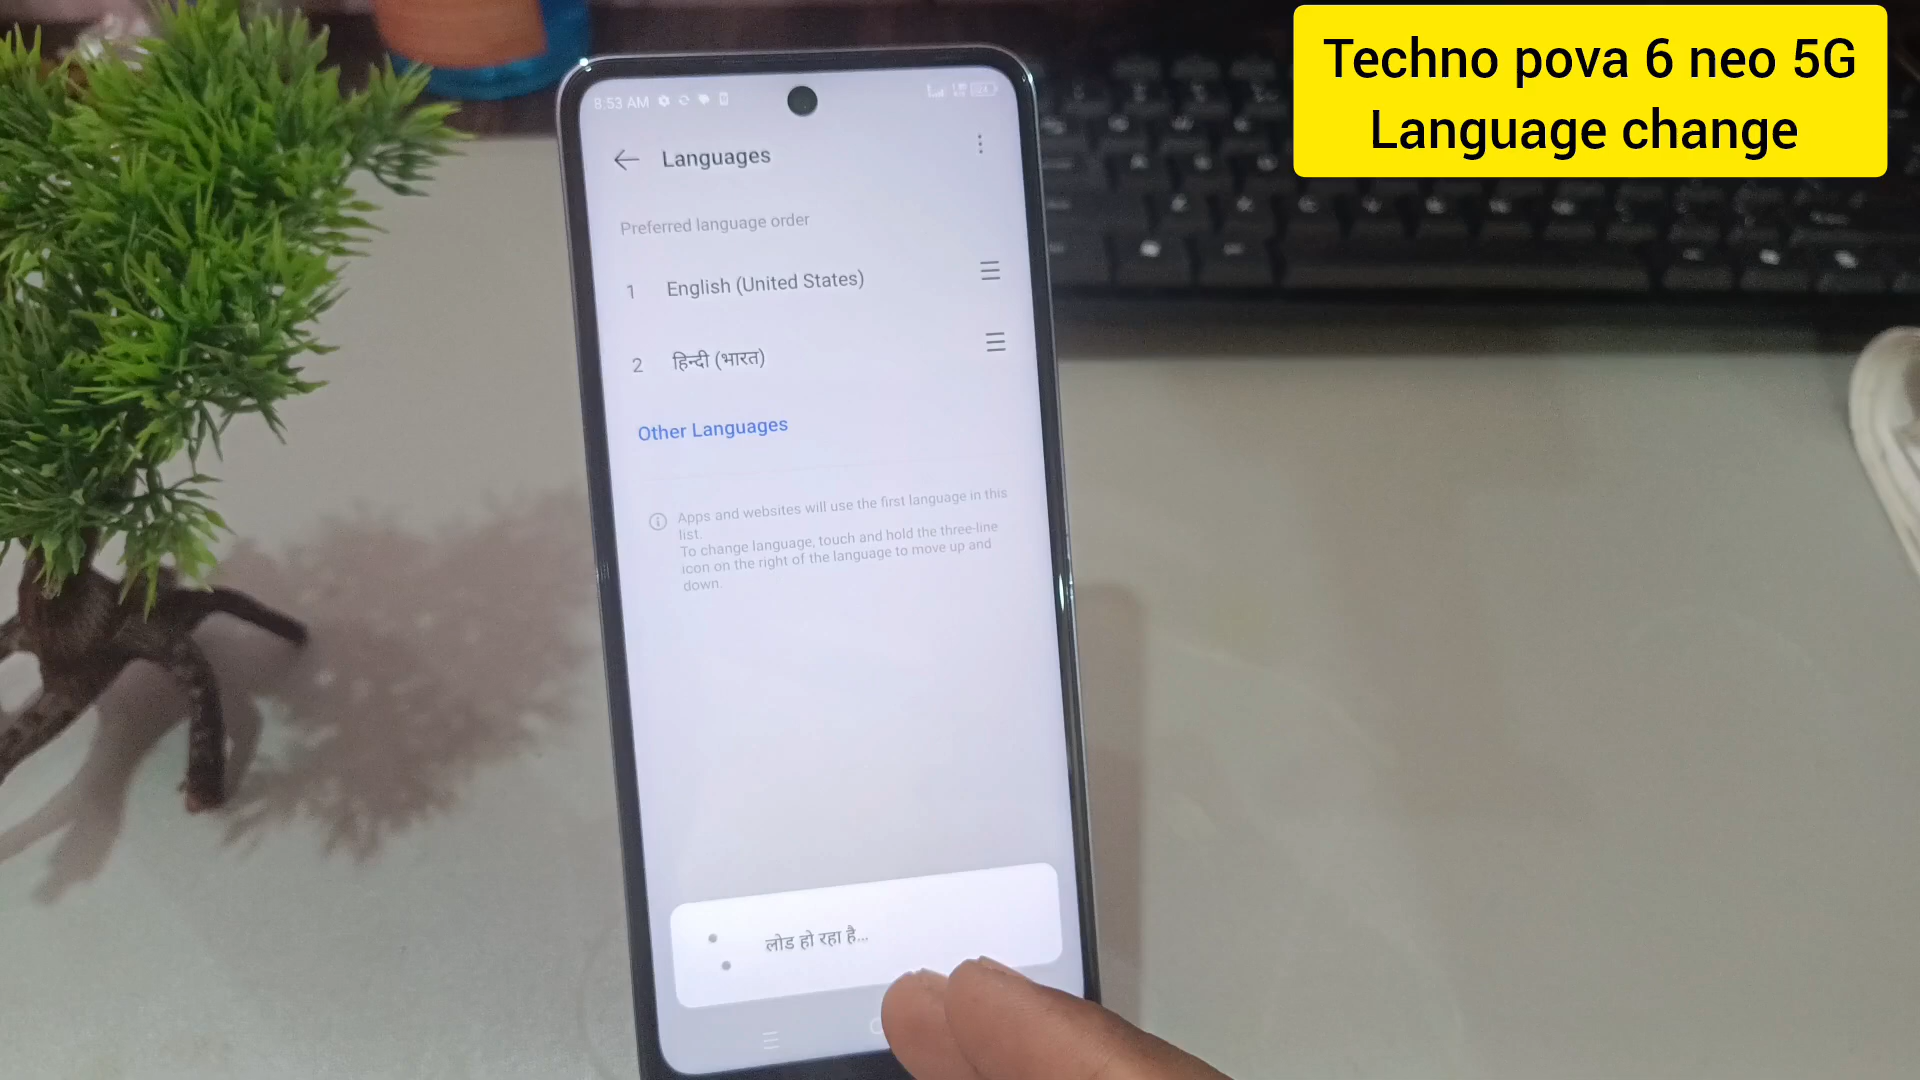 Techno pova 6 neo 5G
Language change
8:53 AM
Languages
Preferred language order
1 English (United States)
2 हिन्दी (भारत)
Other Languages
Apps and websites will use the first language in this
list.
To change language, touch and hold the three-line
icon on the right of the language to move up and
down.
लोड हो रहा है...